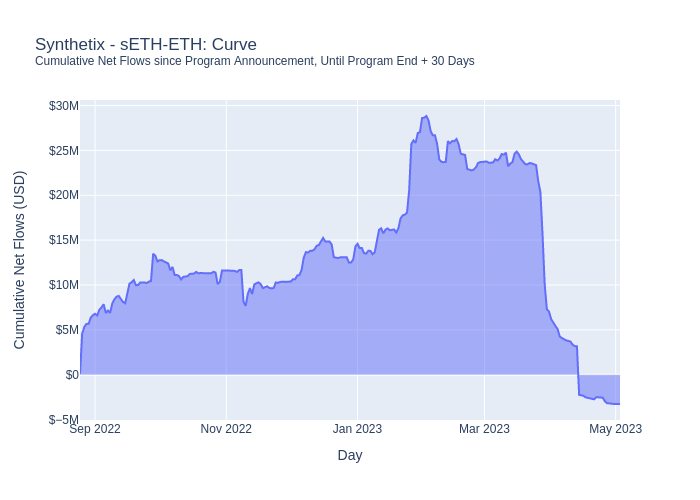 Synthetix - sETH-ETH: Curve
Cumulative Net Flows since Program Announcement, Until Program End + 30 Days
$30M
$25M
$20M
$15M
$10M
$5M
$0
$−5M
Cumulative Net Flows (USD)
Sep 2022 Nov 2022 Jan 2023 Mar 2023 May 2023
Day